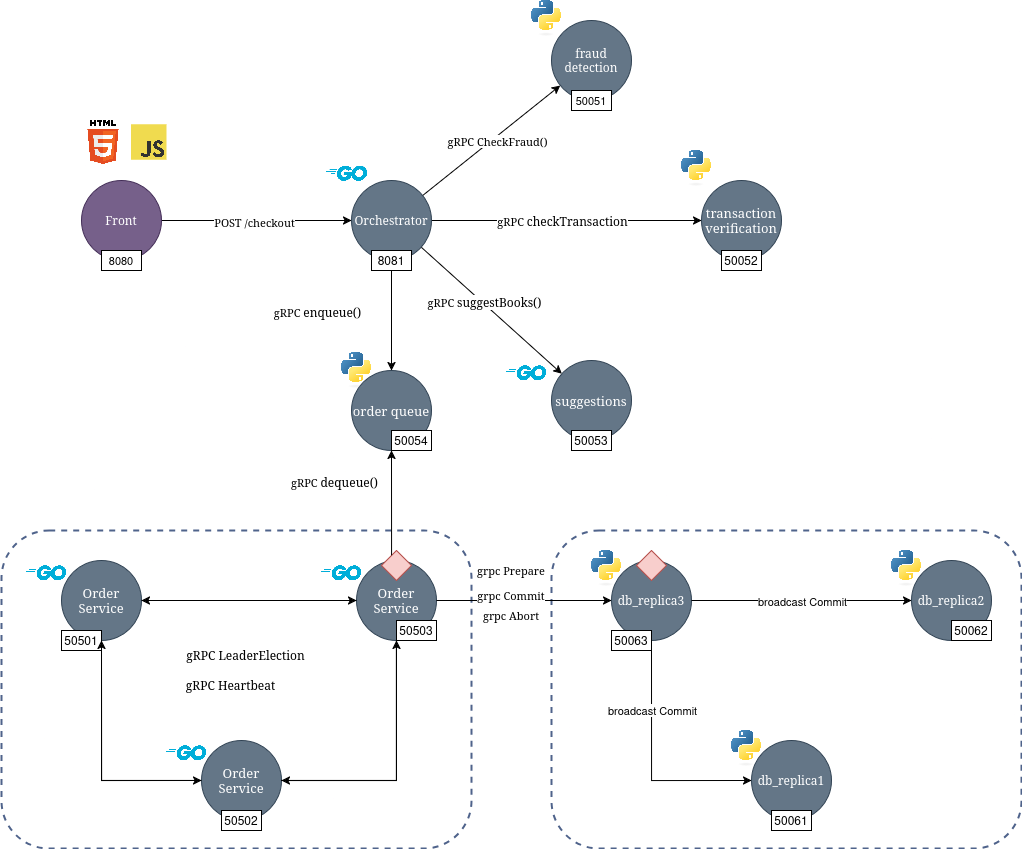 fraud
detection
50051
gRPC CheckFraud()
HTML
5
JS
GO
Front
8080
POST /checkout
Orchestrator
8081
gRPC checkTransaction
transaction
verification
50052
gRPC enqueue()
gRPC suggestBooks()
GO
suggestions
50053
order queue
50054
gRPC dequeue()
GO
Order
Service
50501
GO
Order
Service
50503
gRPC LeaderElection
gRPC Heartbeat
GO
Order
Service
50502
grpc Prepare
grpc Commit
grpc Abort
db_replica3
50063
broadcast Commit
db_replica2
50062
broadcast Commit
db_replica1
50061